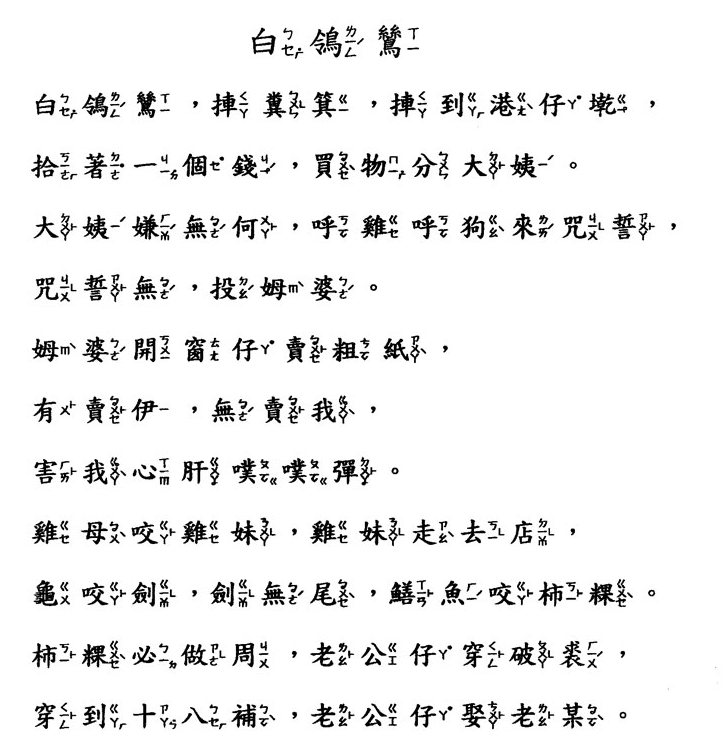 白鴒鷥
白鴒鷥，捙糞箕，捙到港仔墘，
拾著一個錢，買物分大姨。
大姨嫌無何，呼雞呼狗來咒誓，
咒誓無，投姆婆。
姆婆開窗仔賣粗紙，
有賣伊，無賣我，
害我心肝噗噗彈。
雞母咬雞妹，雞妹走去店，
龜咬劍，劍無尾，鱔魚咬柿粿。
柿粿必做周，老公仔穿破裘，
穿到十八補，老公仔娶老某。